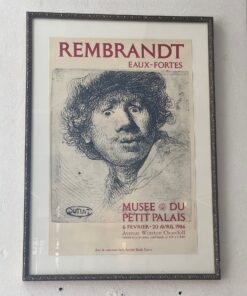 REMBRANDT
EAUX-FORTES
MUSEE DU
PETIT PALAIS
6 FEVRIER - 20 AVRIL 1986
Avenue Winston Churchill